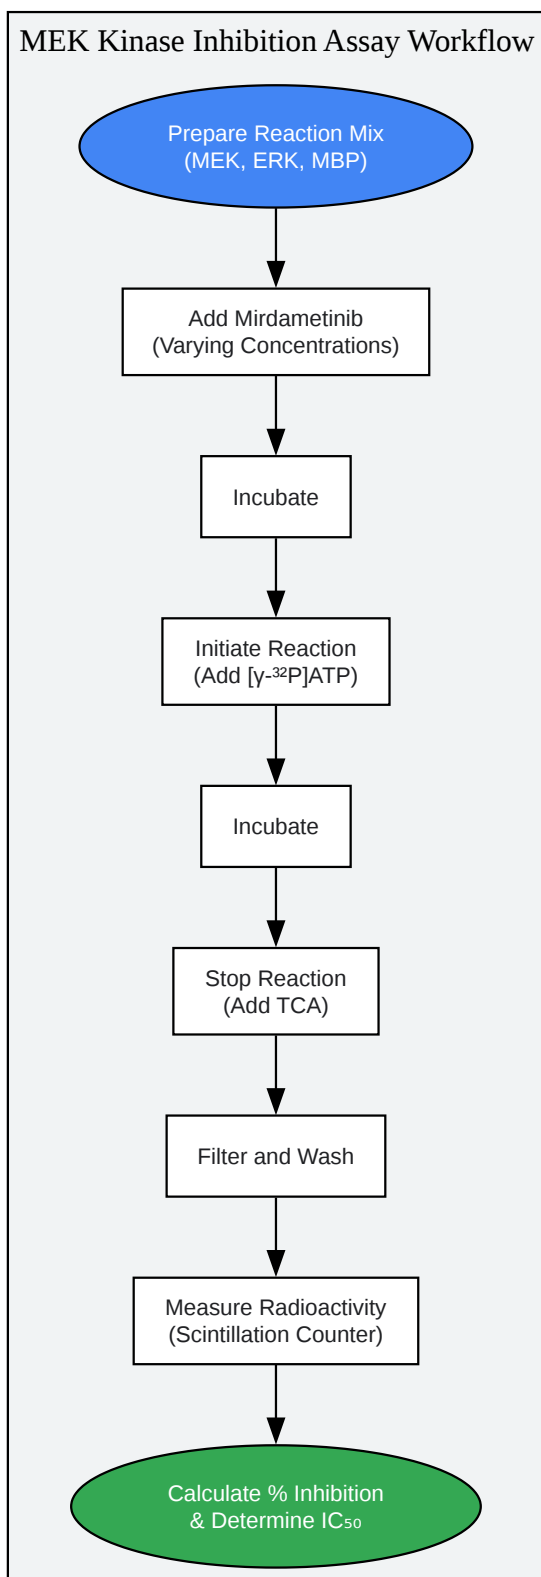 MEK Kinase Inhibition Assay Workflow
Prepare Reaction Mix
(MEK, ERK, MBP)
Add Mirdametinib
(Varying Concentrations)
Incubate
Initiate Reaction
(Add [γ-³²P]ATP)
Incubate
Stop Reaction
(Add TCA)
Filter and Wash
Measure Radioactivity
(Scintillation Counter)
Calculate % Inhibition
& Determine IC₅₀